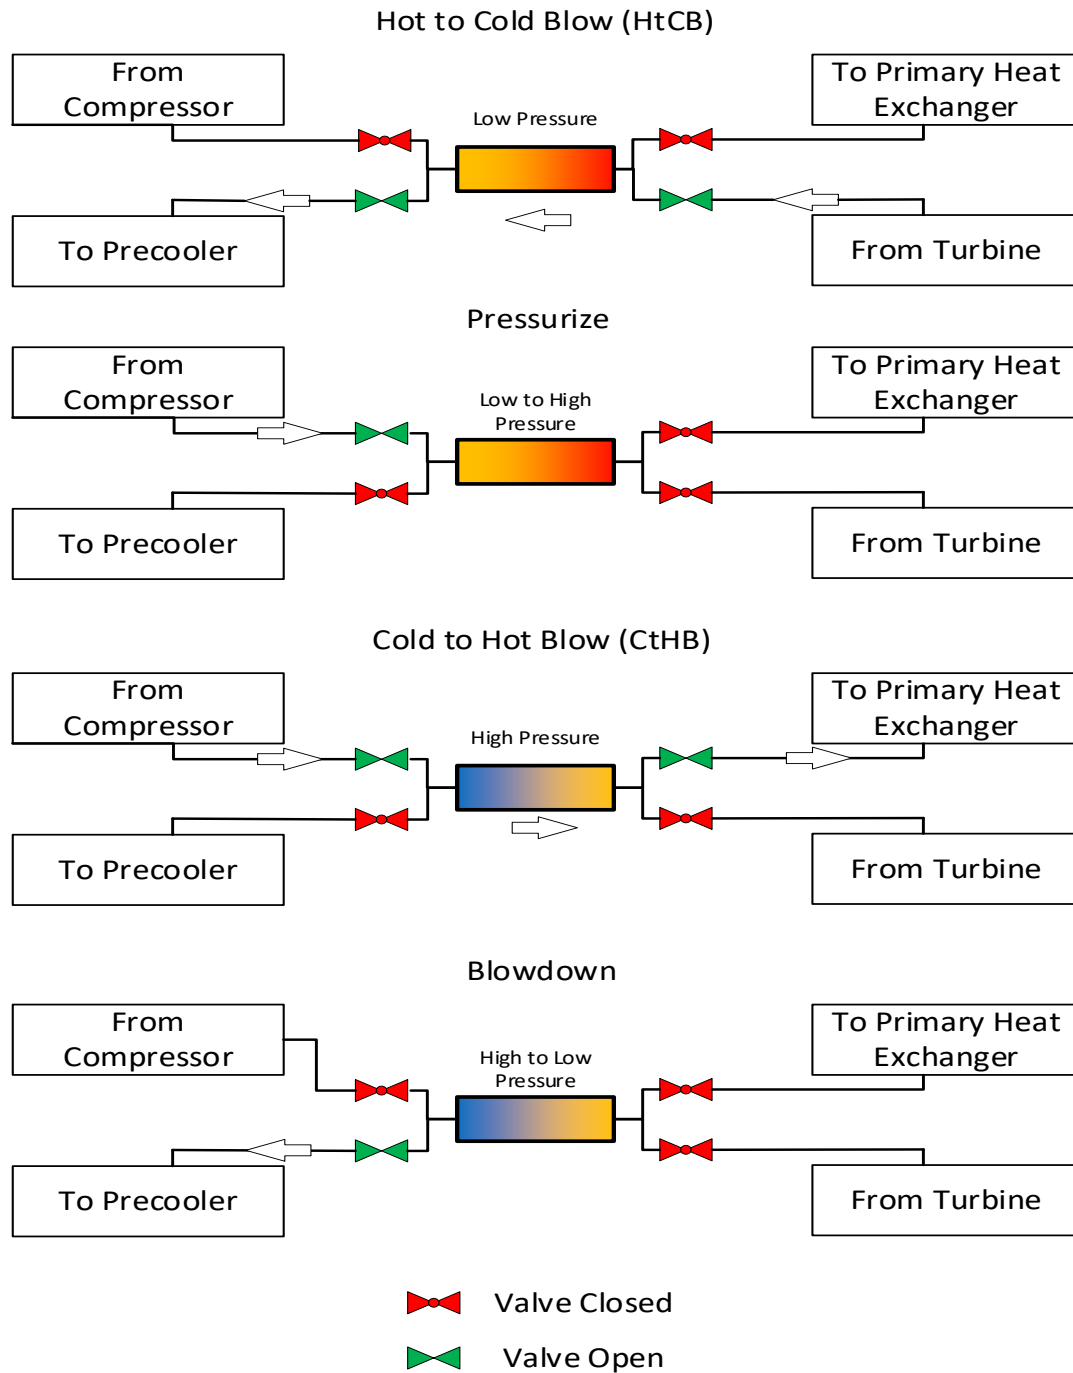 Hot to Cold Blow (HtCB)
From
Compressor
To Primary Heat
Exchanger
Low Pressure
To Precooler
From Turbine
Pressurize
From
Compressor
To Primary Heat
Exchanger
Low to High
Pressure
To Precooler
From Turbine
Cold to Hot Blow (CtHB)
From
Compressor
To Primary Heat
Exchanger
High Pressure
To Precooler
From Turbine
Blowdown
From
Compressor
To Primary Heat
Exchanger
High to Low
Pressure
To Precooler
From Turbine
Valve Closed
Valve Open